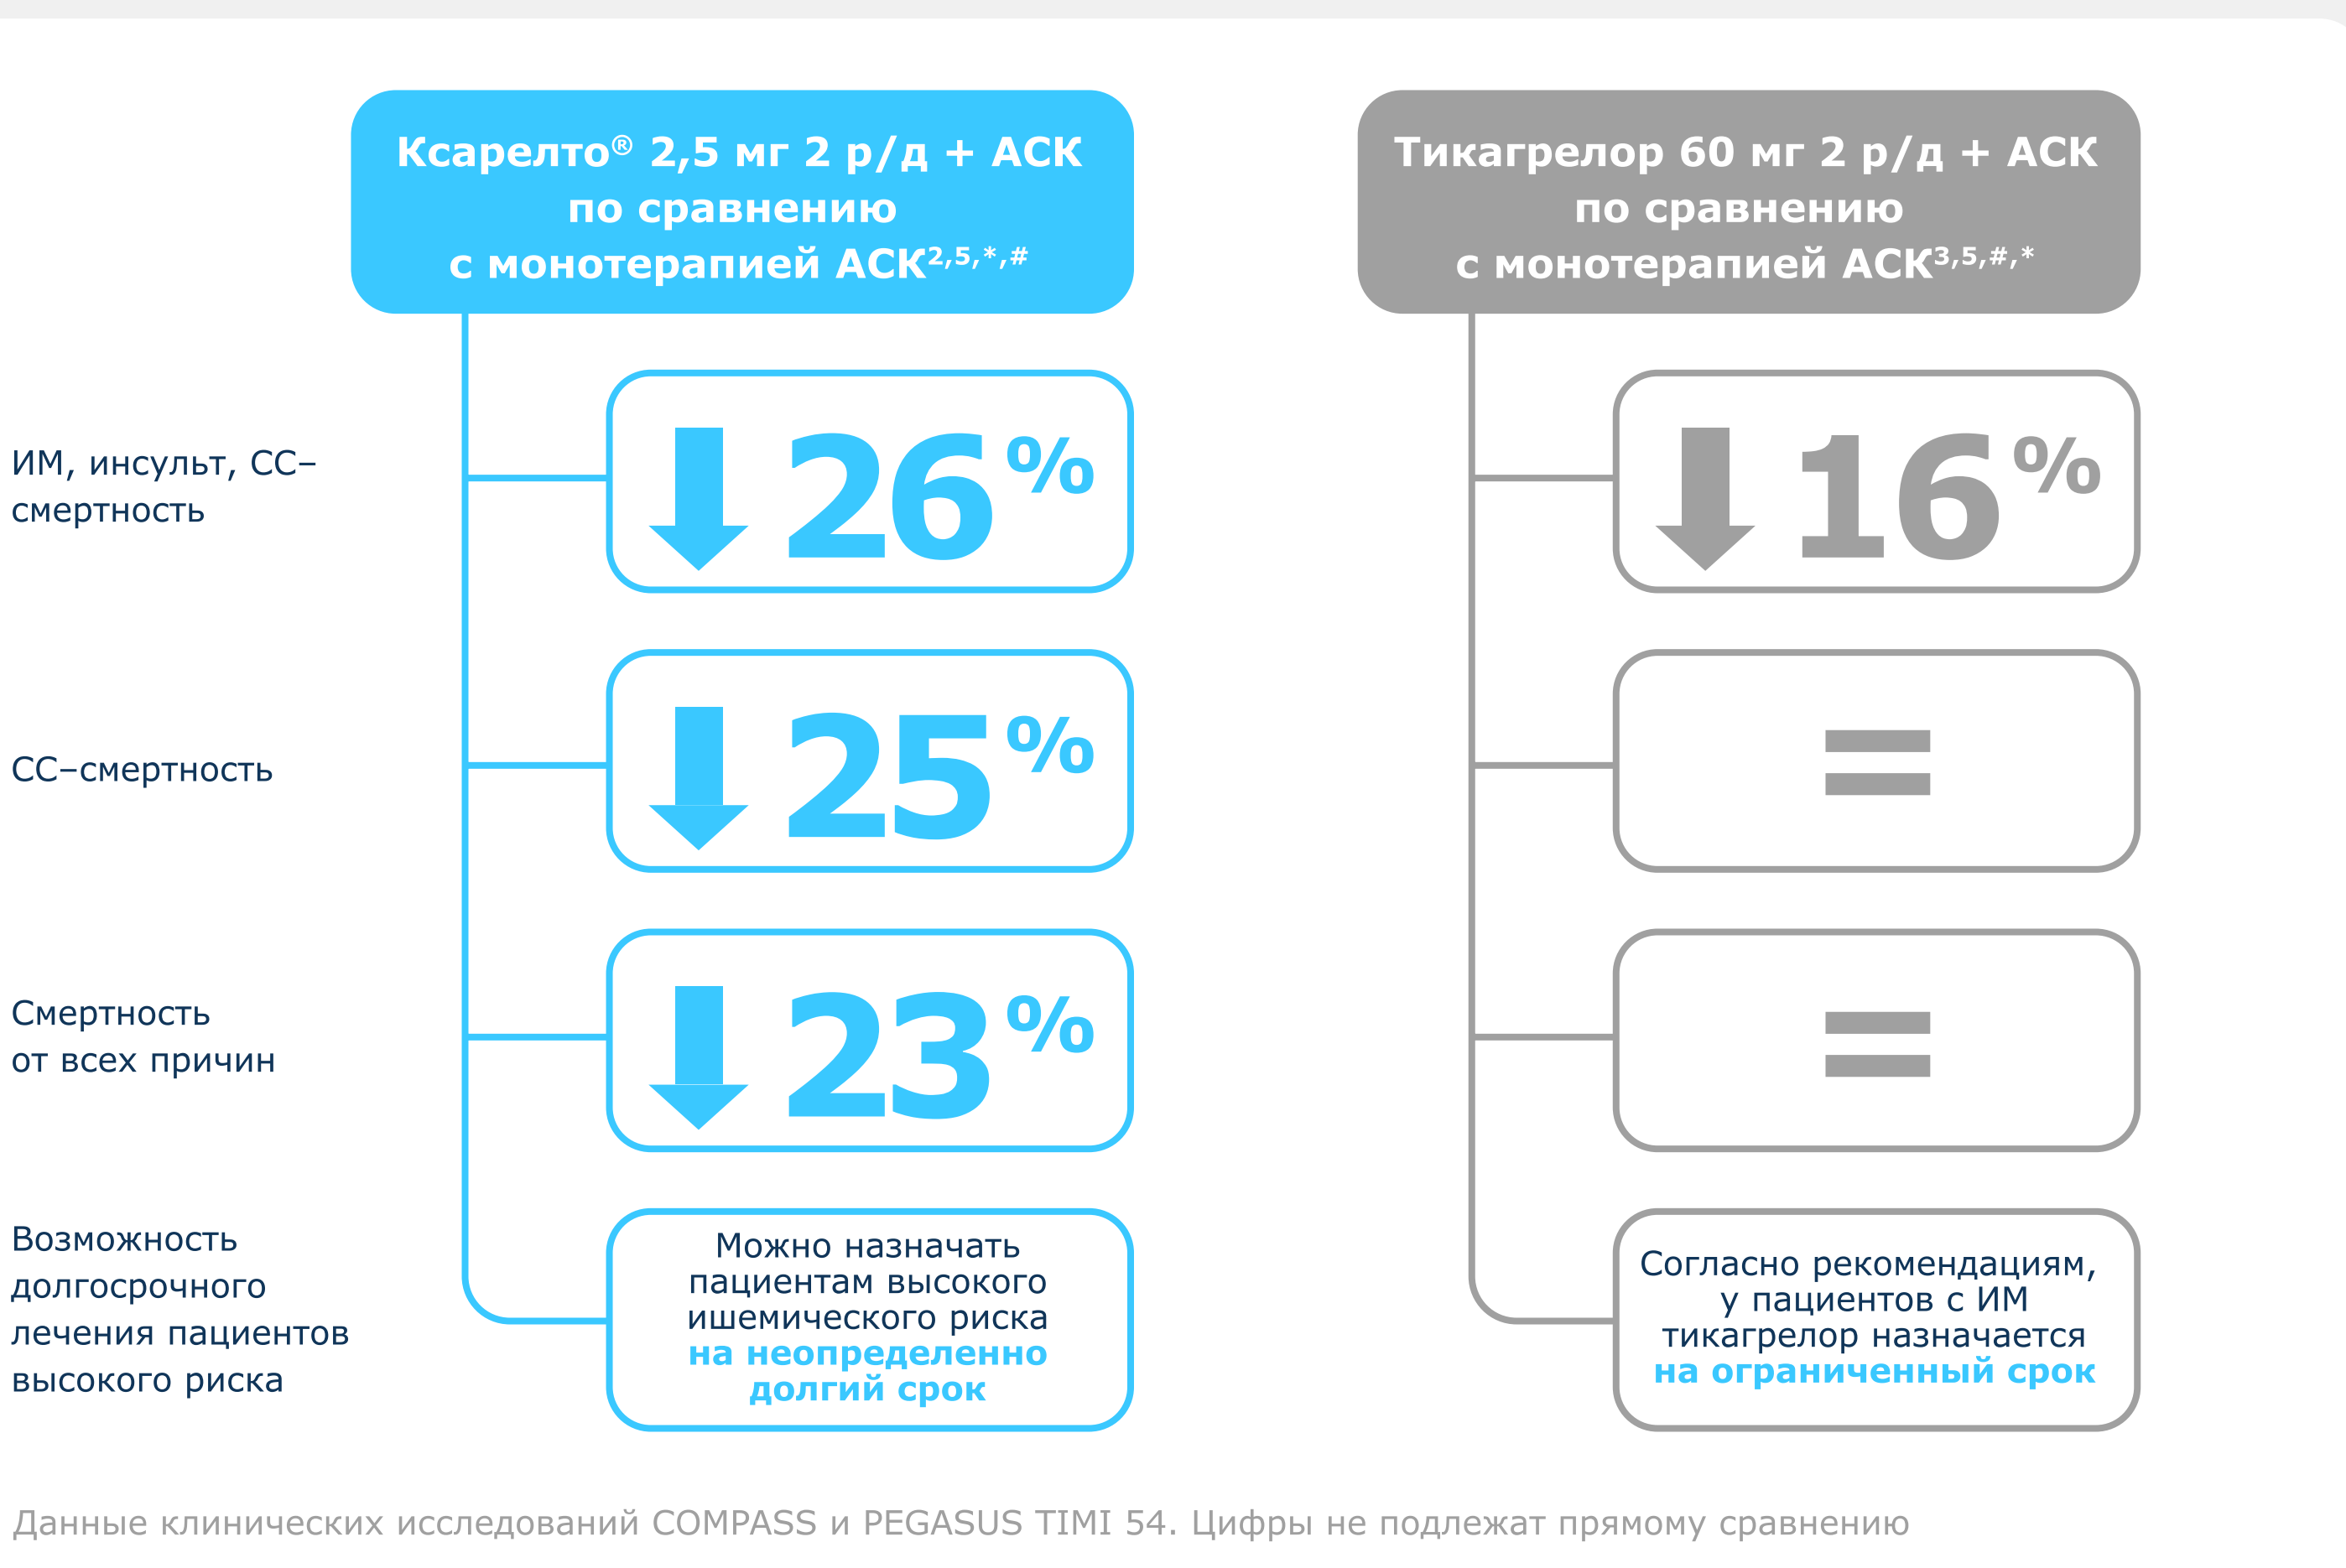 Ксарелто® 2,5 мг 2 р/д + АСК
по сравнению
с монотерапией АСК2,5,*,#
Тикагрелор 60 мг 2 р/д + АСК
по сравнению
с монотерапией АСК3,5,#,*
ИМ, инсульт, СС–
смертность
26%
16%
СС–смертность
25%
=
Смертность
от всех причин
23%
=
Возможность
долгосрочного
лечения пациентов
высокого риска
Можно назначать
пациентам высокого
ишемического риска
на неопределенно
долгий срок
Согласно рекомендациям,
у пациентов с ИМ
тикагрелор назначается
на ограниченный срок
Данные клинических исследований COMPASS и PEGASUS TIMI 54. Цифры не подлежат прямому сравнению